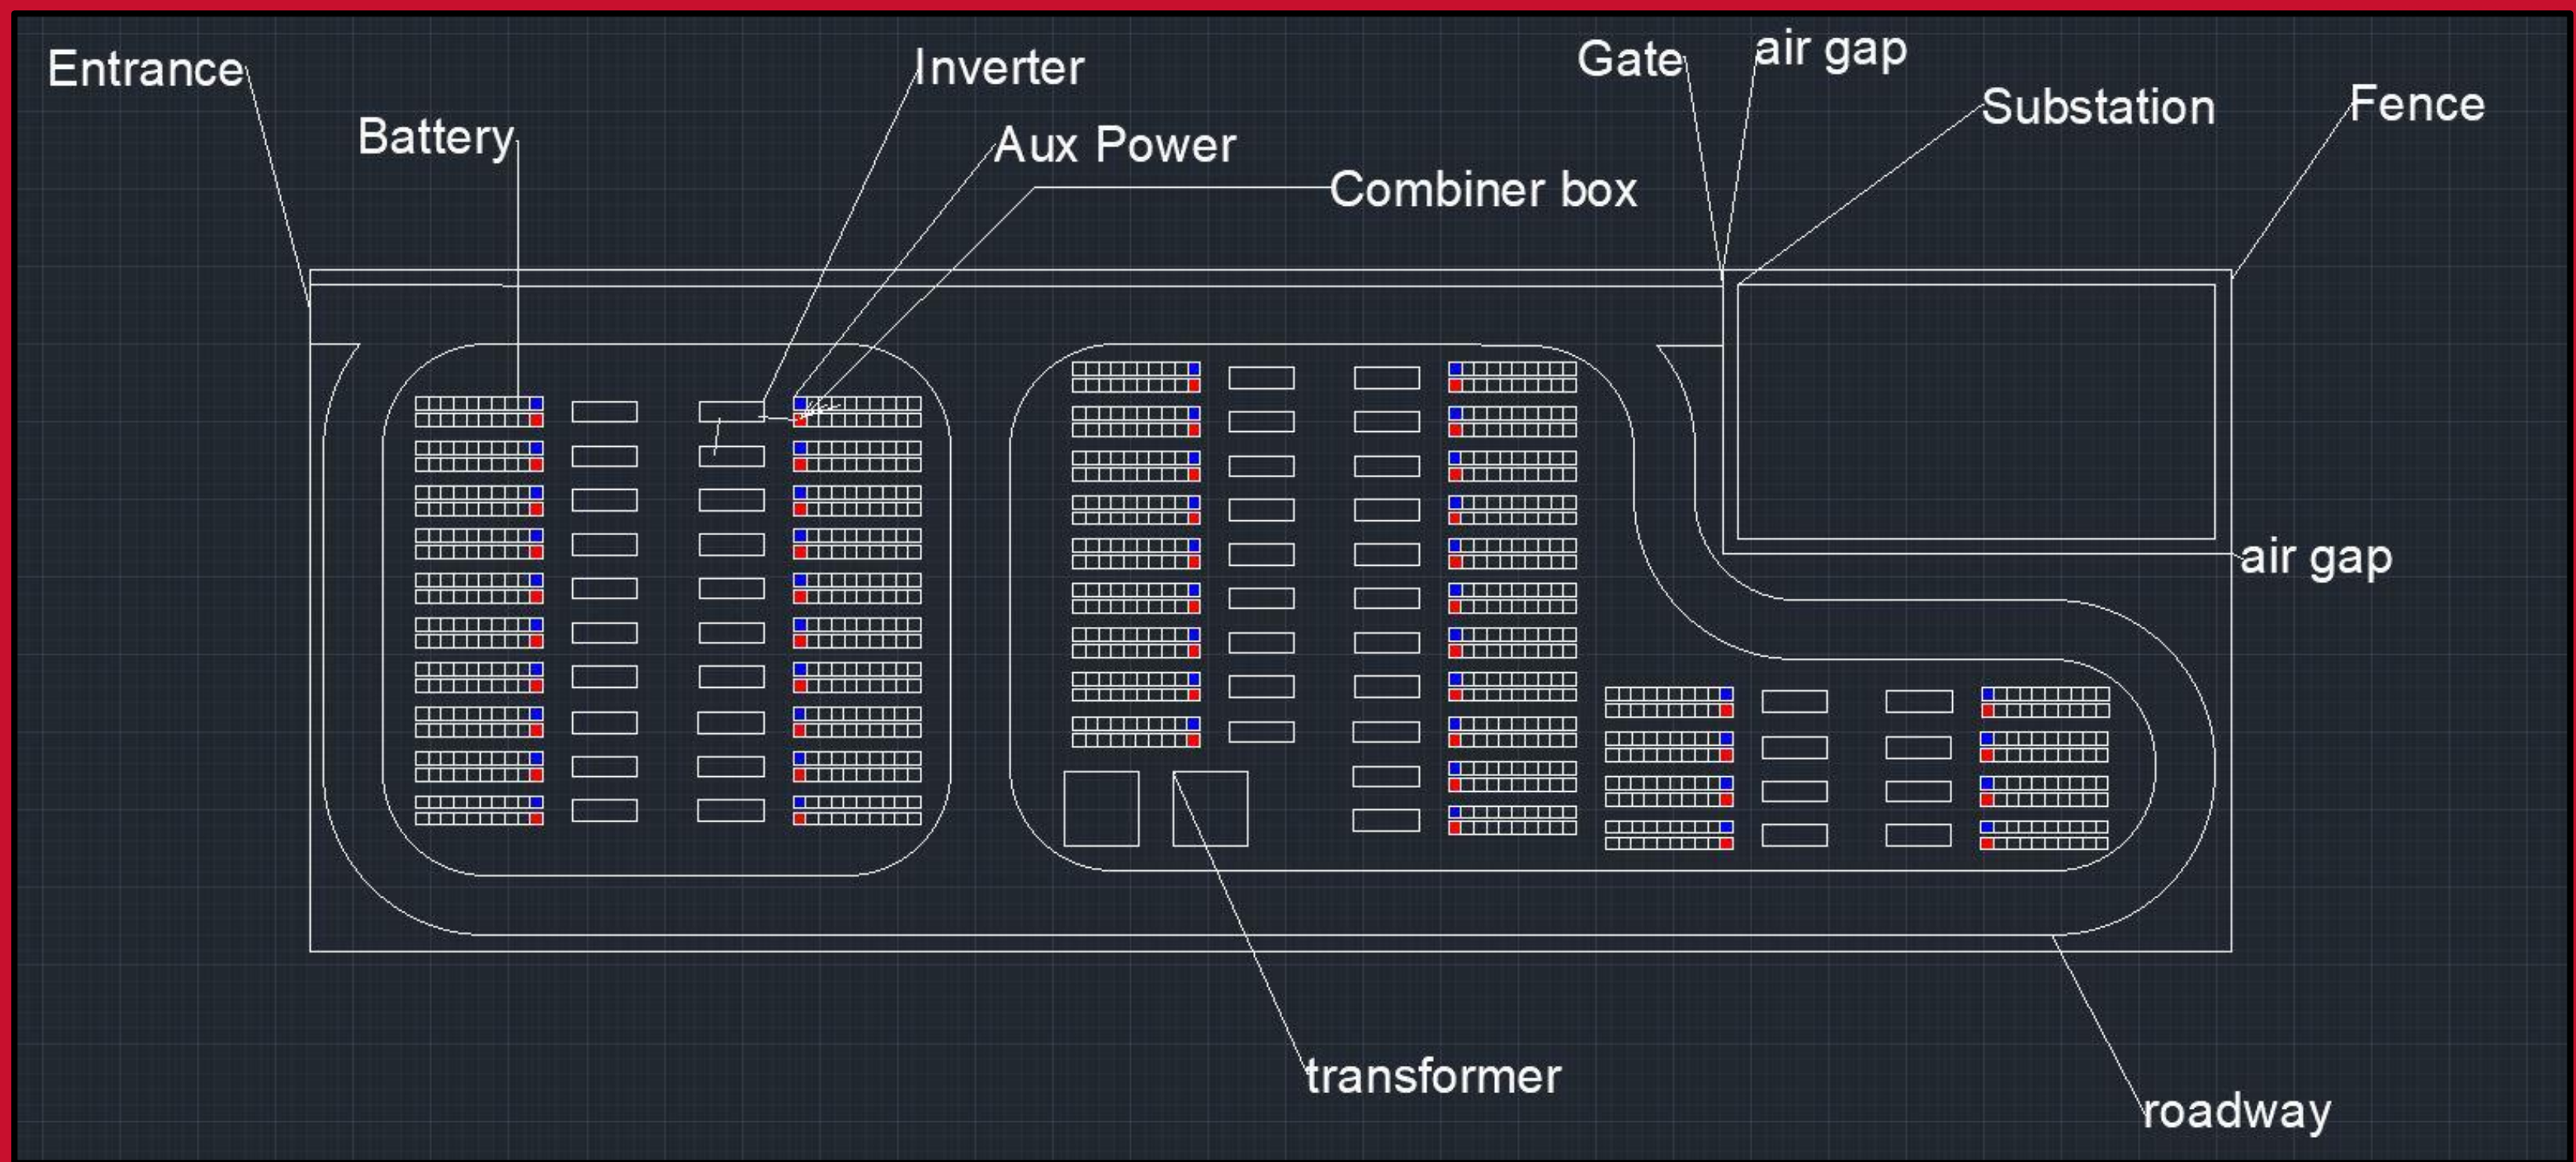 Entrance
Battery
Inverter
Aux Power
Combiner box
Gate
air gap
Substation
Fence
air gap
transformer
roadway